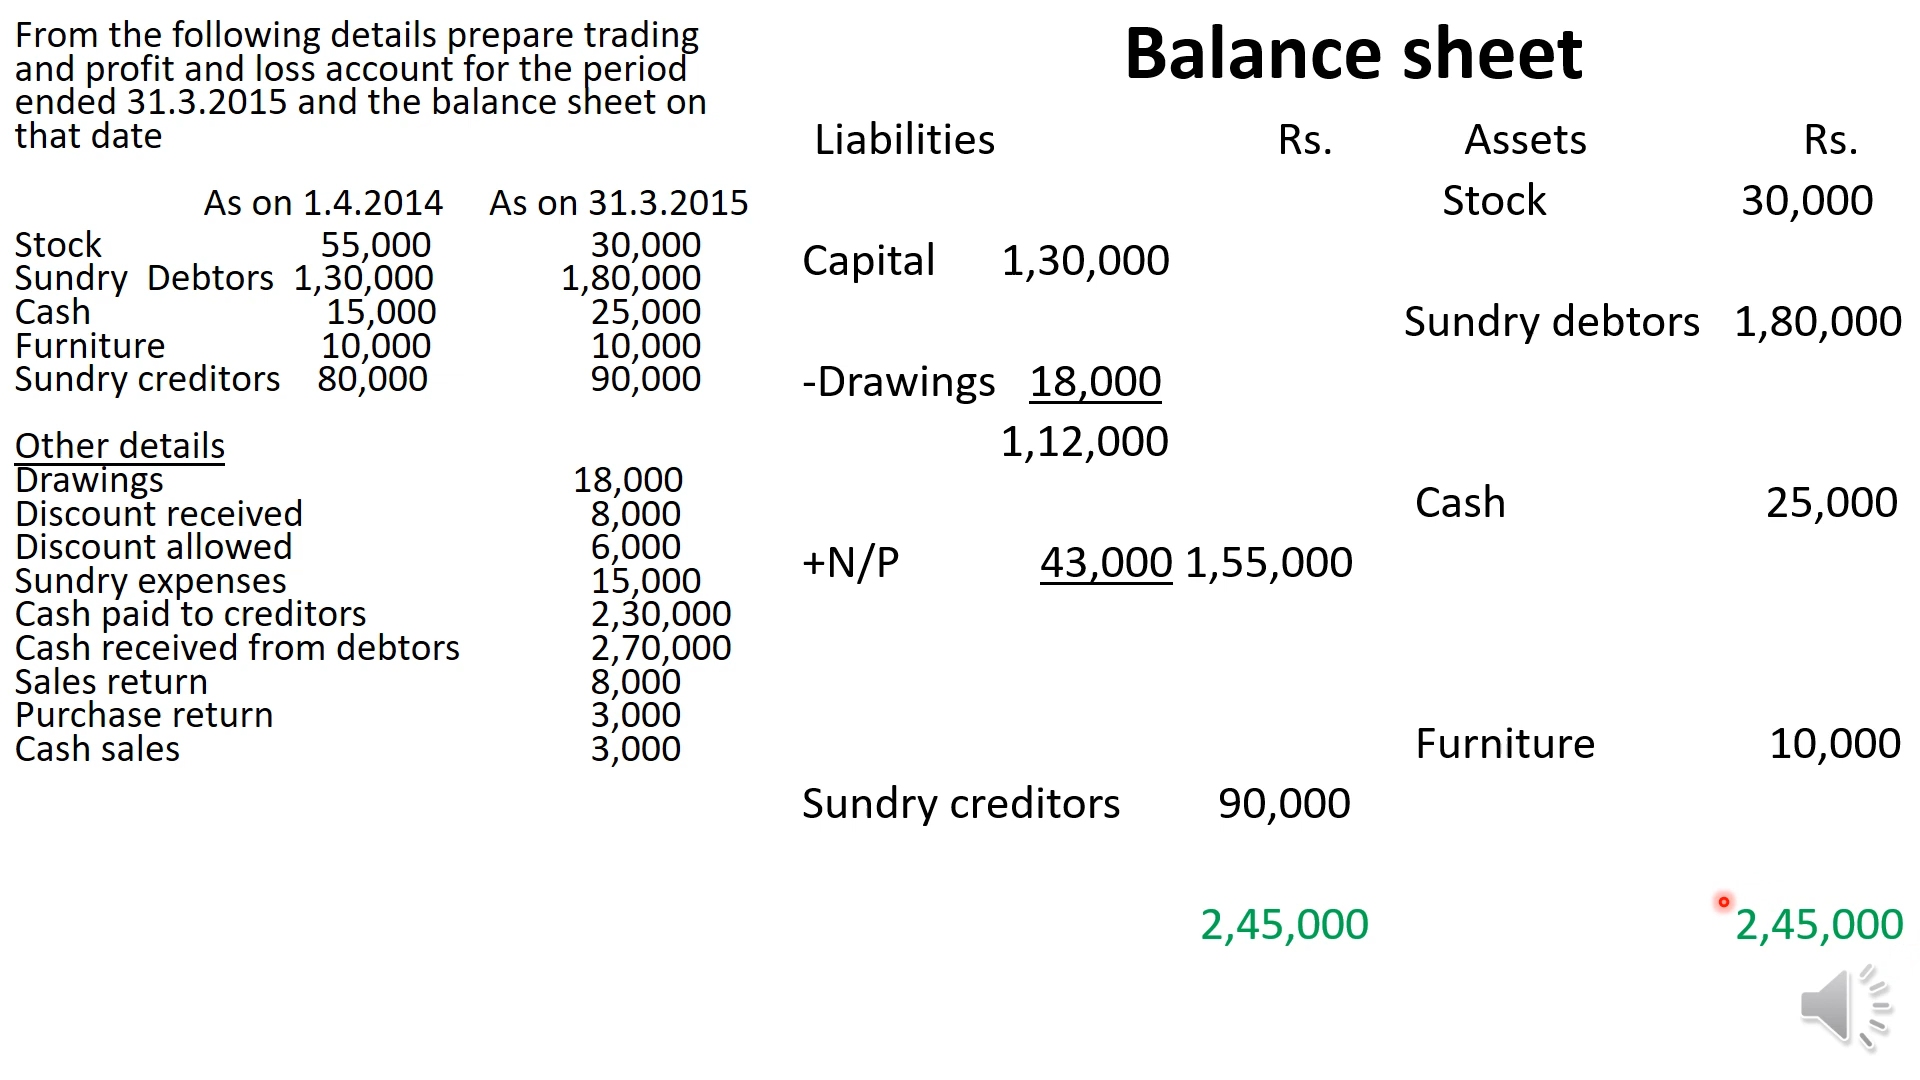 From the following details prepare trading
and profit and loss account for the period
ended 31.3.2015 and the balance sheet on
that date
As on 1.4.2014 As on 31.3.2015
Stock 55,000 30,000
Sundry Debtors 1,30,000 1,80,000
Cash 15,000 25,000
Furniture 10,000 10,000
Sundry creditors 80,000 90,000
Other details
Drawings 18,000
Discount received 8,000
Discount allowed 6,000
Sundry expenses 15,000
Cash paid to creditors 2,30,000
Cash received from debtors 2,70,000
Sales return 8,000
Purchase return 3,000
Cash sales 3,000
Balance sheet
Liabilities Rs. Assets Rs.
Stock 30,000
Capital 1,30,000
Sundry debtors 1,80,000
-Drawings 18,000
1,12,000
Cash 25,000
+N/P 43,000 1,55,000
Furniture 10,000
Sundry creditors 90,000
2,45,000 2,45,000